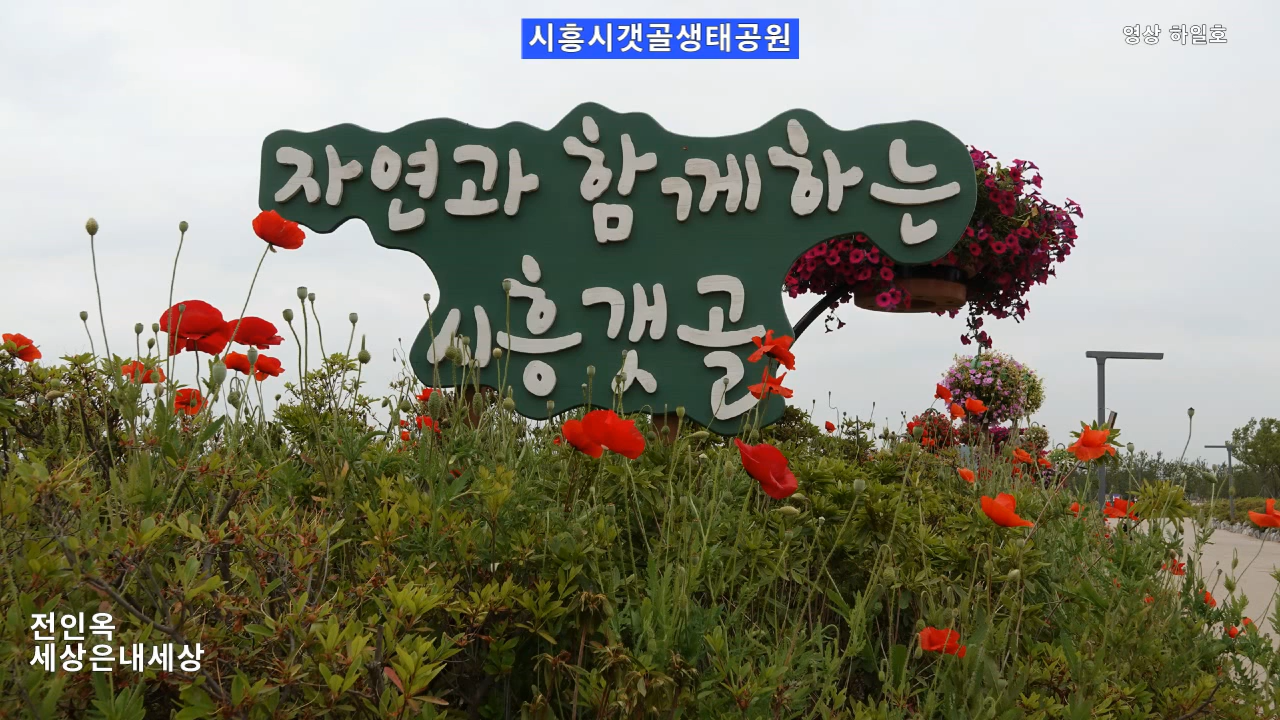 시흥시갯골생태공원
영상 하일호
자연과 함께하는
시흥갯골
전인옥
세상은내세상